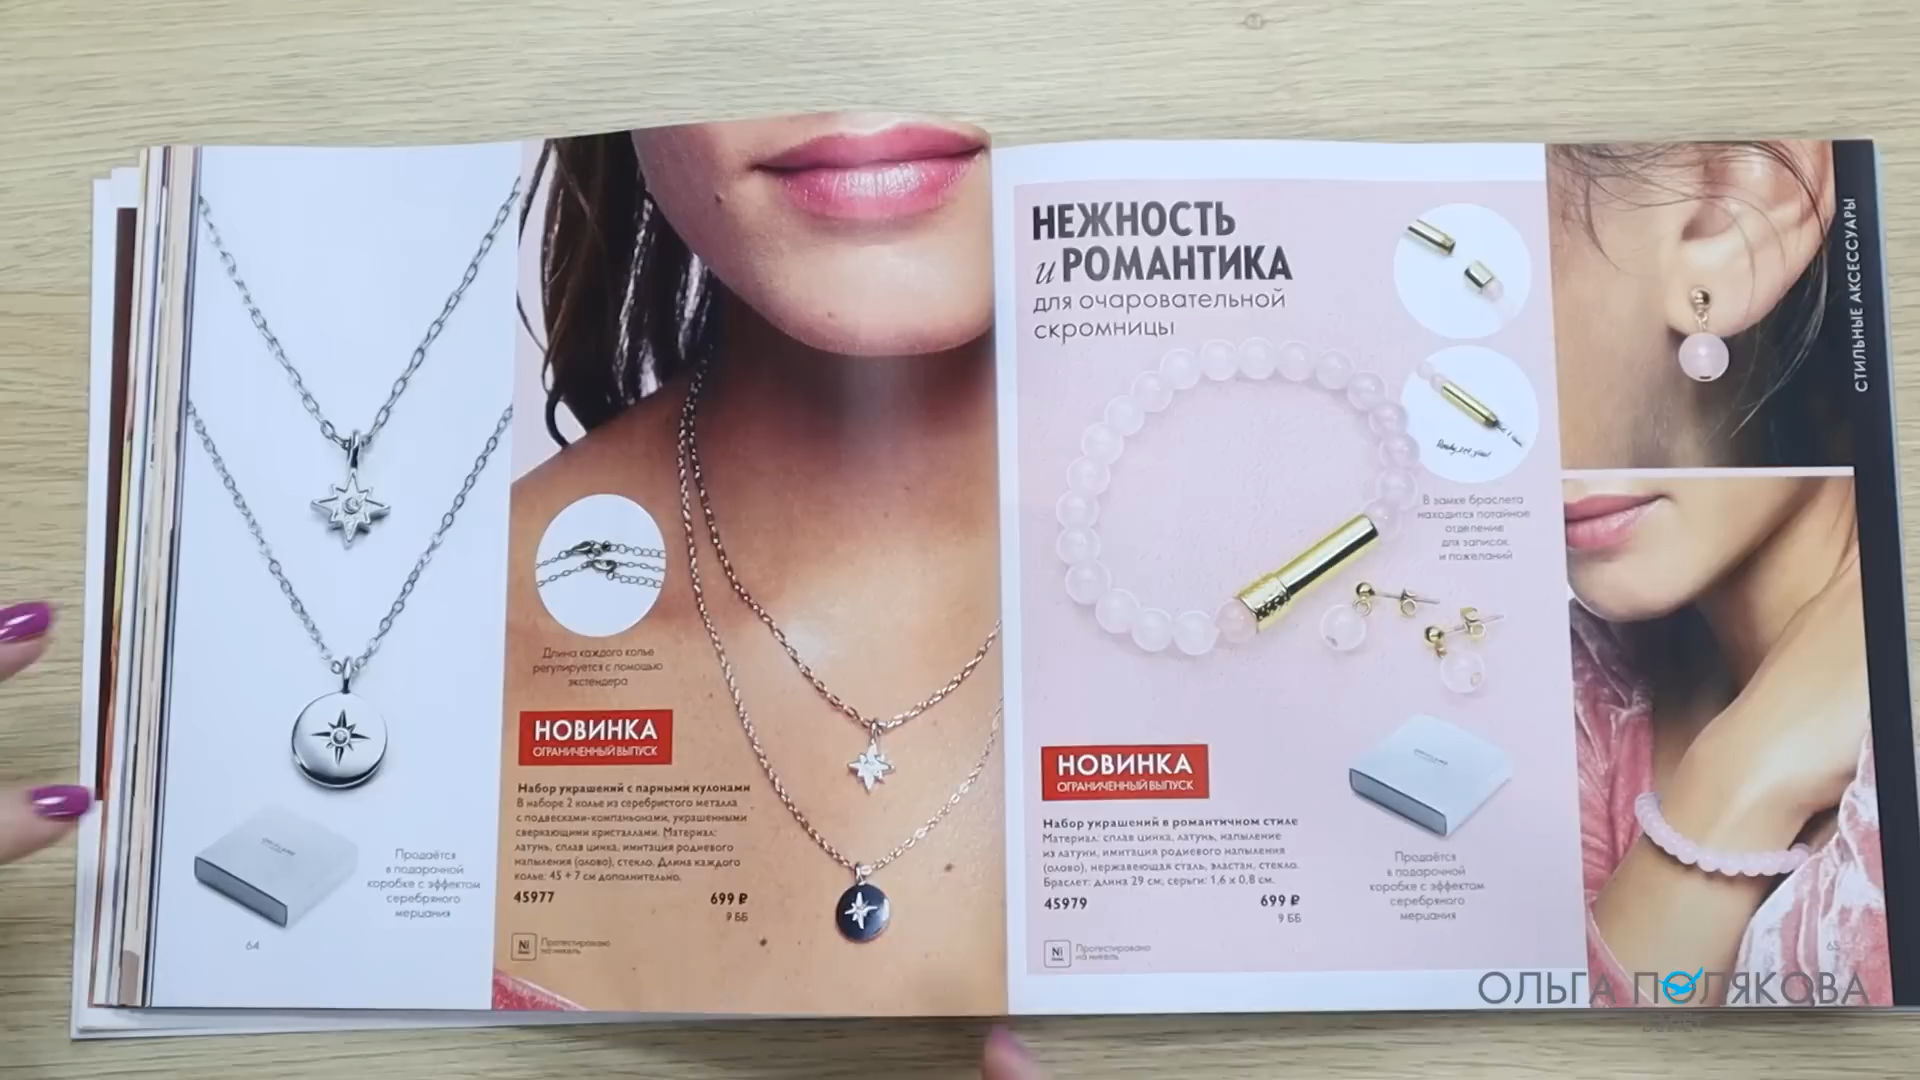 Длина каждого колье
регулируется с помощью
экстендера
НОВИНКА
ОГРАНИЧЕННЫЙ ВЫПУСК
Набор украшений с парными кулонами
В наборе 2 колье из серебристого металла
с подвесками-компаньонами, украшенными
сверкающими кристаллами. Материал:
латунь, сплав цинка, имитация родиевого
напыления (олово), стекло. Длина каждого
колье: 45 + 7 см дополнительно.
45977 699 ₽
9 ББ
Ni
Протестировано
на никель
Продаётся
в подарочной
коробке с эффектом
серебряного
мерцания
64
НЕЖНОСТЬ
и РОМАНТИКА
для очаровательной
скромницы
В замке браслета
находится потайное
отделение
для записок
и пожеланий
НОВИНКА
ОГРАНИЧЕННЫЙ ВЫПУСК
Набор украшений в романтичном стиле
Материал: сплав цинка, латунь, напыление
из латуни, имитация родиевого напыления
(олово), нержавеющая сталь, эластан, стекло.
Браслет: длина 29 см; серьги: 1,6 x 0,8 см.
45979 699 ₽
9 ББ
Ni
Протестировано
на никель
Продаётся
в подарочной
коробке с эффектом
серебряного
мерцания
СТИЛЬНЫЕ АКСЕССУАРЫ
65
ОЛЬГА ПОЛЯКОВА